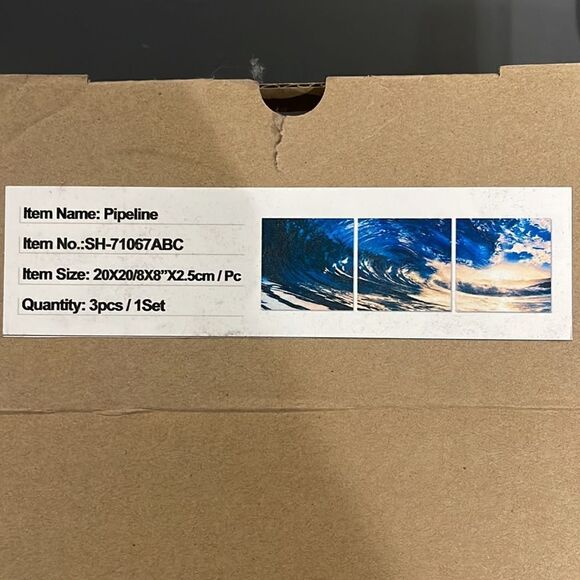 Item Name: Pipeline
Item No.:SH-71067ABC
Item Size: 20X20/8X8”X2.5cm / Pc
Quantity: 3pcs / 1Set